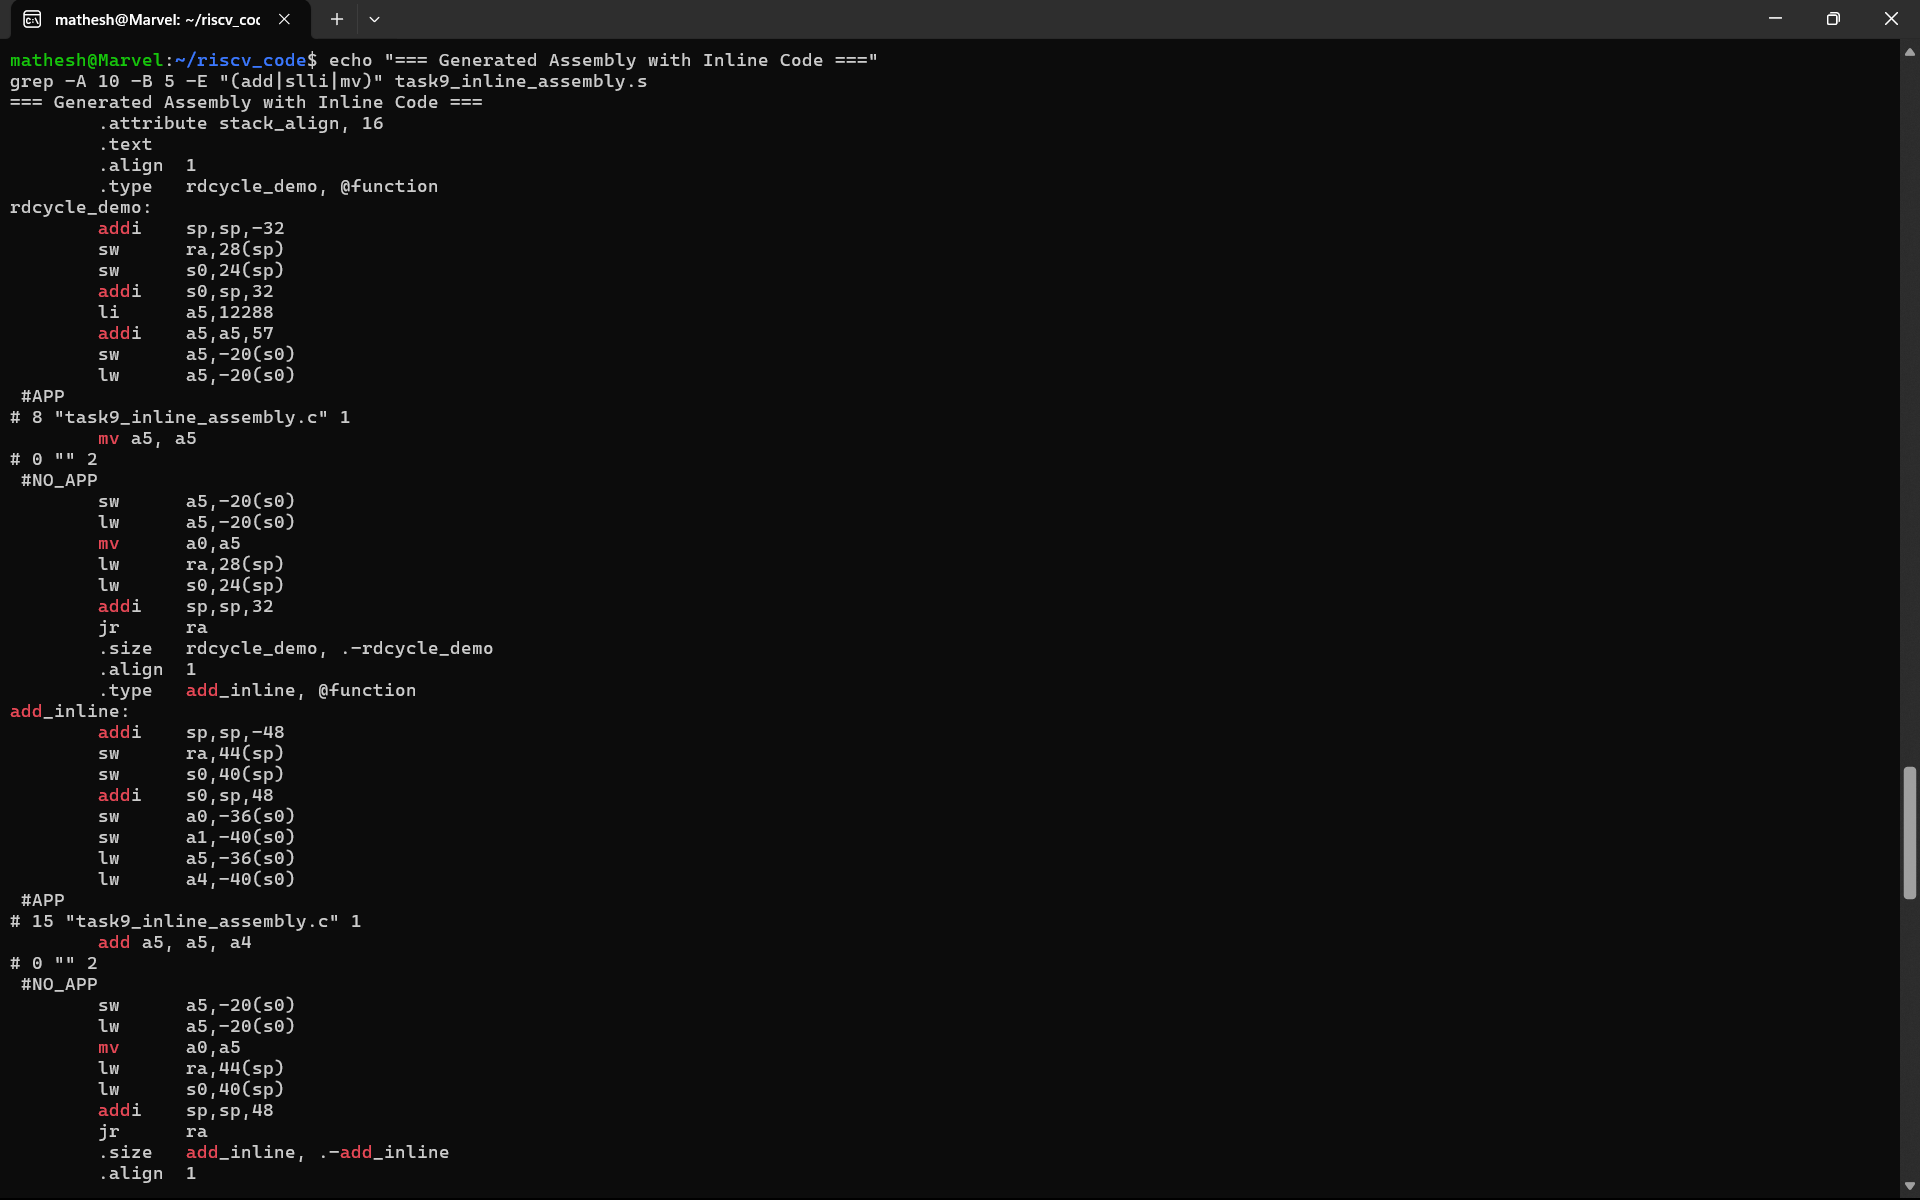 mathesh@Marvel: ~/riscv_coc
mathesh@Marvel:~/riscv_code$ echo "=== Generated Assembly with Inline Code ==="
grep -A 10 -B 5 -E "(add|slli|mv)" task9_inline_assembly.s
=== Generated Assembly with Inline Code ===
        .attribute stack_align, 16
        .text
        .align  1
        .type   rdcycle_demo, @function
rdcycle_demo:
        addi    sp,sp,-32
        sw      ra,28(sp)
        sw      s0,24(sp)
        addi    s0,sp,32
        li      a5,12288
        addi    a5,a5,57
        sw      a5,-20(s0)
        lw      a5,-20(s0)
 #APP
# 8 "task9_inline_assembly.c" 1
        mv a5, a5
# 0 "" 2
 #NO_APP
        sw      a5,-20(s0)
        lw      a5,-20(s0)
        mv      a0,a5
        lw      ra,28(sp)
        lw      s0,24(sp)
        addi    sp,sp,32
        jr      ra
        .size   rdcycle_demo, .-rdcycle_demo
        .align  1
        .type   add_inline, @function
add_inline:
        addi    sp,sp,-48
        sw      ra,44(sp)
        sw      s0,40(sp)
        addi    s0,sp,48
        sw      a0,-36(s0)
        sw      a1,-40(s0)
        lw      a5,-36(s0)
        lw      a4,-40(s0)
 #APP
# 15 "task9_inline_assembly.c" 1
        add a5, a5, a4
# 0 "" 2
 #NO_APP
        sw      a5,-20(s0)
        lw      a5,-20(s0)
        mv      a0,a5
        lw      ra,44(sp)
        lw      s0,40(sp)
        addi    sp,sp,48
        jr      ra
        .size   add_inline, .-add_inline
        .align  1